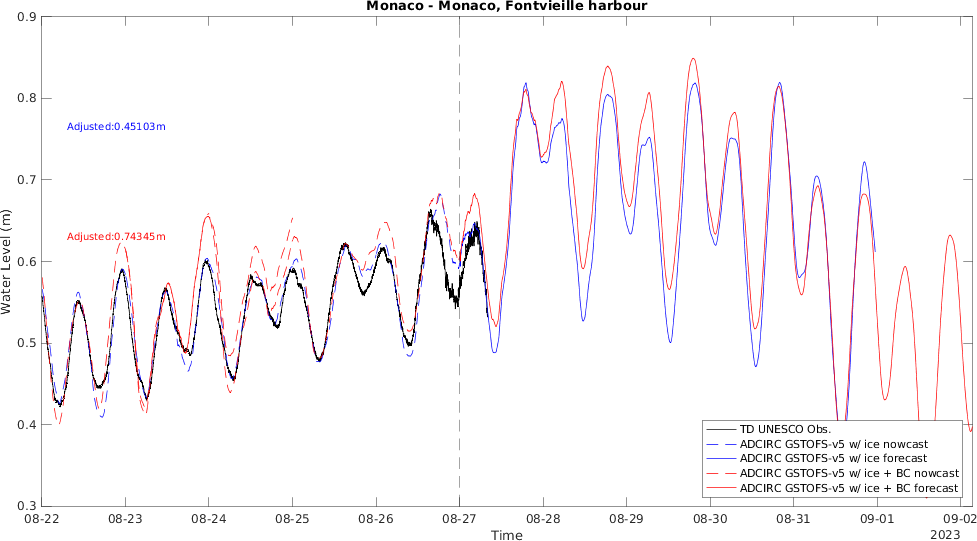 Monaco - Monaco, Fontvieille harbour
Water Level (m)
0.9
0.8
0.7
0.6
0.5
0.4
0.3
Adjusted:0.45103m
Adjusted:0.74345m
TD UNESCO Obs.
ADCIRC GSTOFS-v5 w/ ice nowcast
ADCIRC GSTOFS-v5 w/ ice forecast
ADCIRC GSTOFS-v5 w/ ice + BC nowcast
ADCIRC GSTOFS-v5 w/ ice + BC forecast
08-22 08-23 08-24 08-25 08-26 08-27 08-28 08-29 08-30 08-31 09-01 09-02
Time
2023